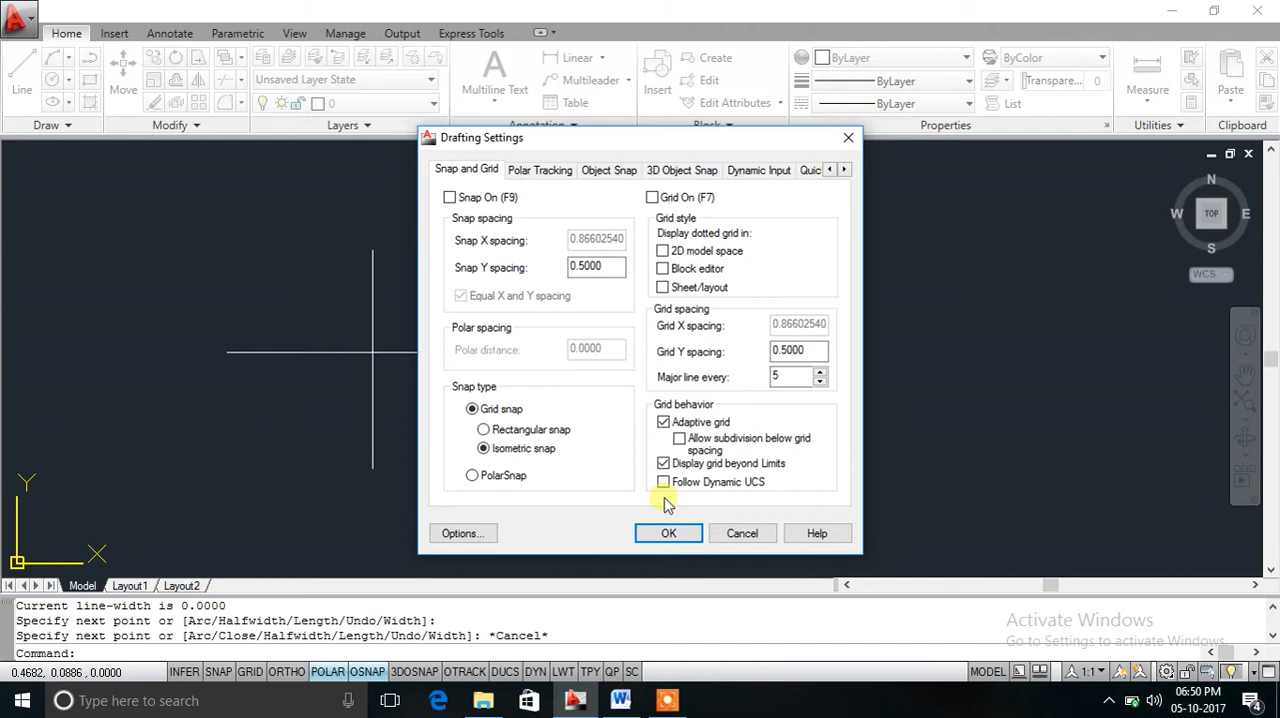 Home Insert Annotate Parametric View Manage Output Express Tools
Line
Move
Unsaved Layer State
0
Multiline Text
Linear
Multileader
Table
Insert
Create
Edit
Edit Attributes
ByLayer
ByLayer
ByLayer
ByColor
Transpare... 0
List
Measure
Paste
Draw Modify Layers Annotation Block Properties Utilities Clipboard
Drafting Settings
Snap and Grid Polar Tracking Object Snap 3D Object Snap Dynamic Input Quic
Snap On (F9)
Snap spacing
Snap X spacing: 0.86602540
Snap Y spacing: 0.5000
Equal X and Y spacing
Polar spacing
Polar distance: 0.0000
Snap type
Grid snap
Rectangular snap
Isometric snap
PolarSnap
Grid On (F7)
Grid style
Display dotted grid in:
2D model space
Block editor
Sheet/layout
Grid spacing
Grid X spacing: 0.86602540
Grid Y spacing: 0.5000
Major line every: 5
Grid behavior
Adaptive grid
Allow subdivision below grid
spacing
Display grid beyond Limits
Follow Dynamic UCS
Options... OK Cancel Help
N
W TOP E
S
WCS
Y
X
Model Layout1 Layout2
Current line-width is 0.0000
Specify next point or [Arc/Halfwidth/Length/Undo/Width]:
Specify next point or [Arc/Close/Halfwidth/Length/Undo/Width]: *Cancel*
Command:
Activate Windows
Go to Settings to activate Windows.
0.4682, 0.0886, 0.0000 INFER SNAP GRID ORTHO POLAR OSNAP 3DOSNAP OTRACK DUCS DYN LWT TPY QP SC MODEL 1:1
Type here to search
06:50 PM
05-10-2017
4